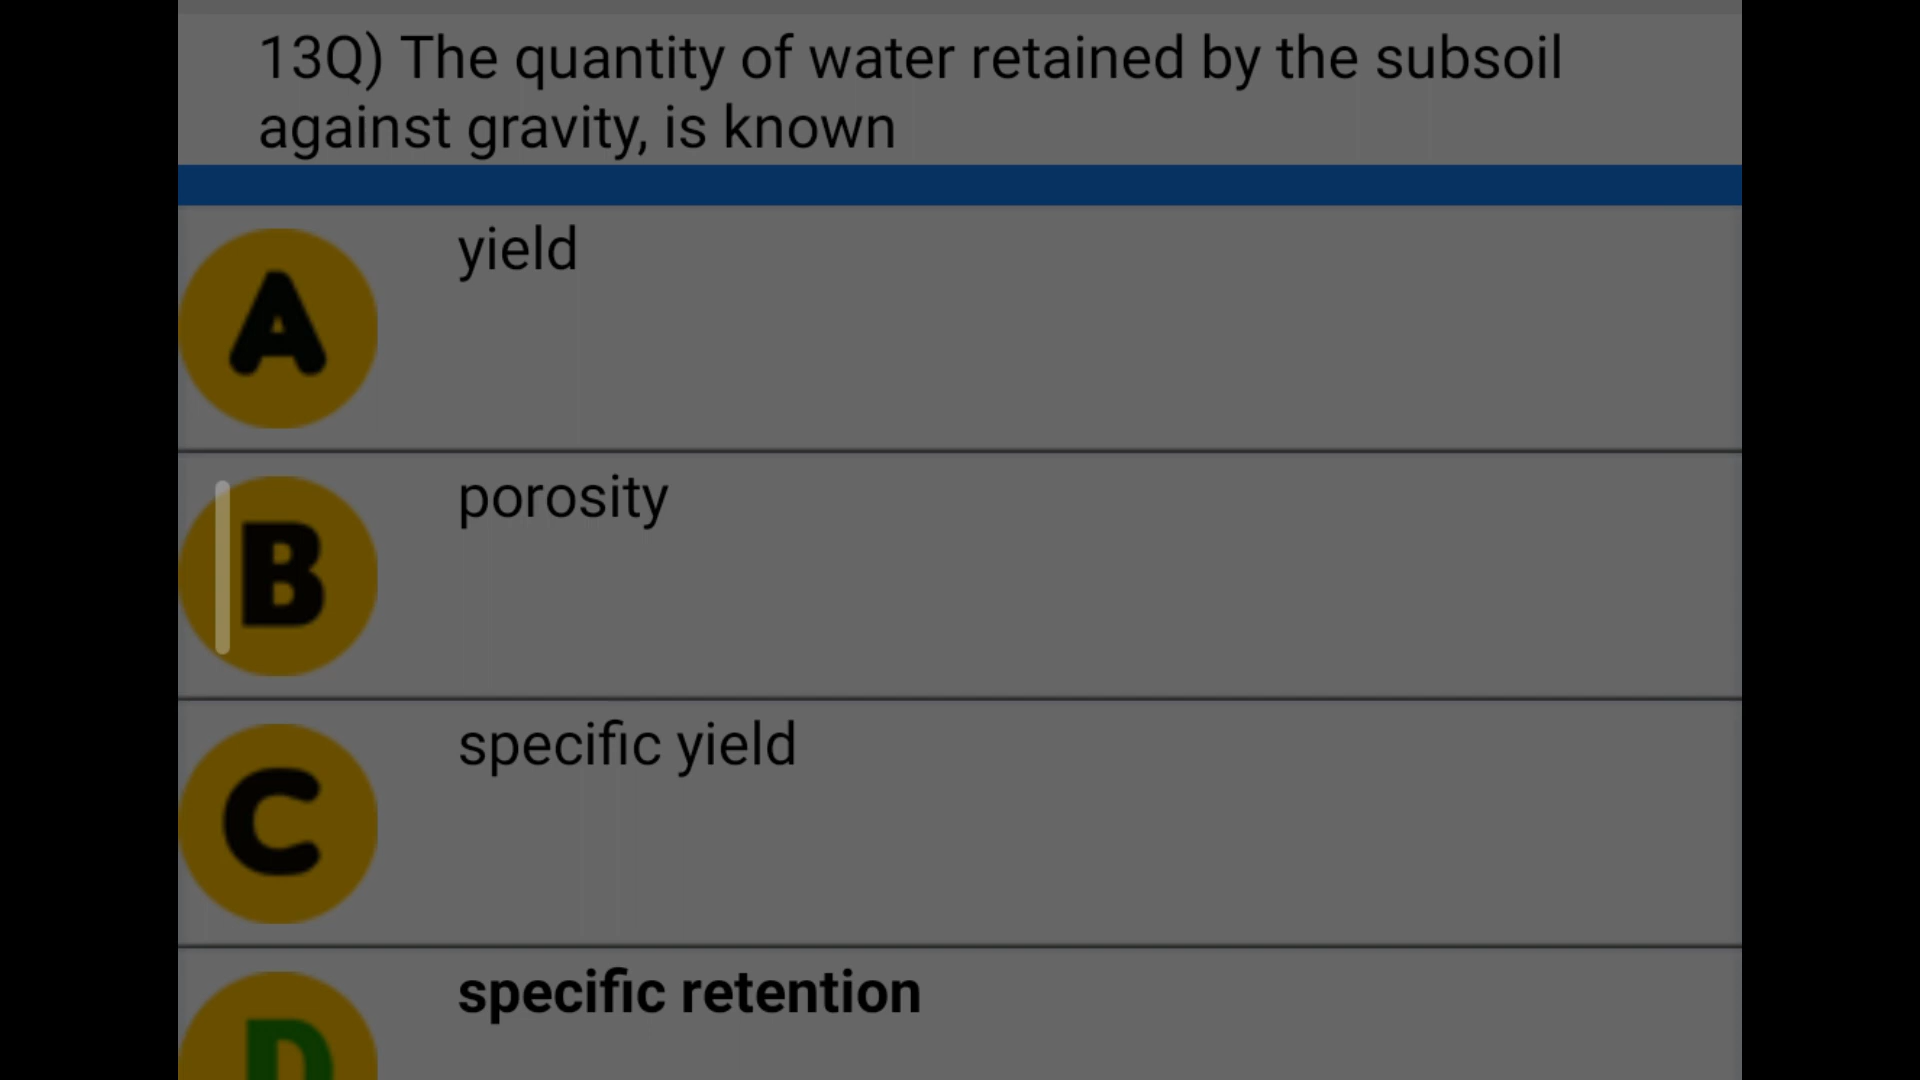 13Q) The quantity of water retained by the subsoil
against gravity, is known
A yield
B porosity
C specific yield
D specific retention